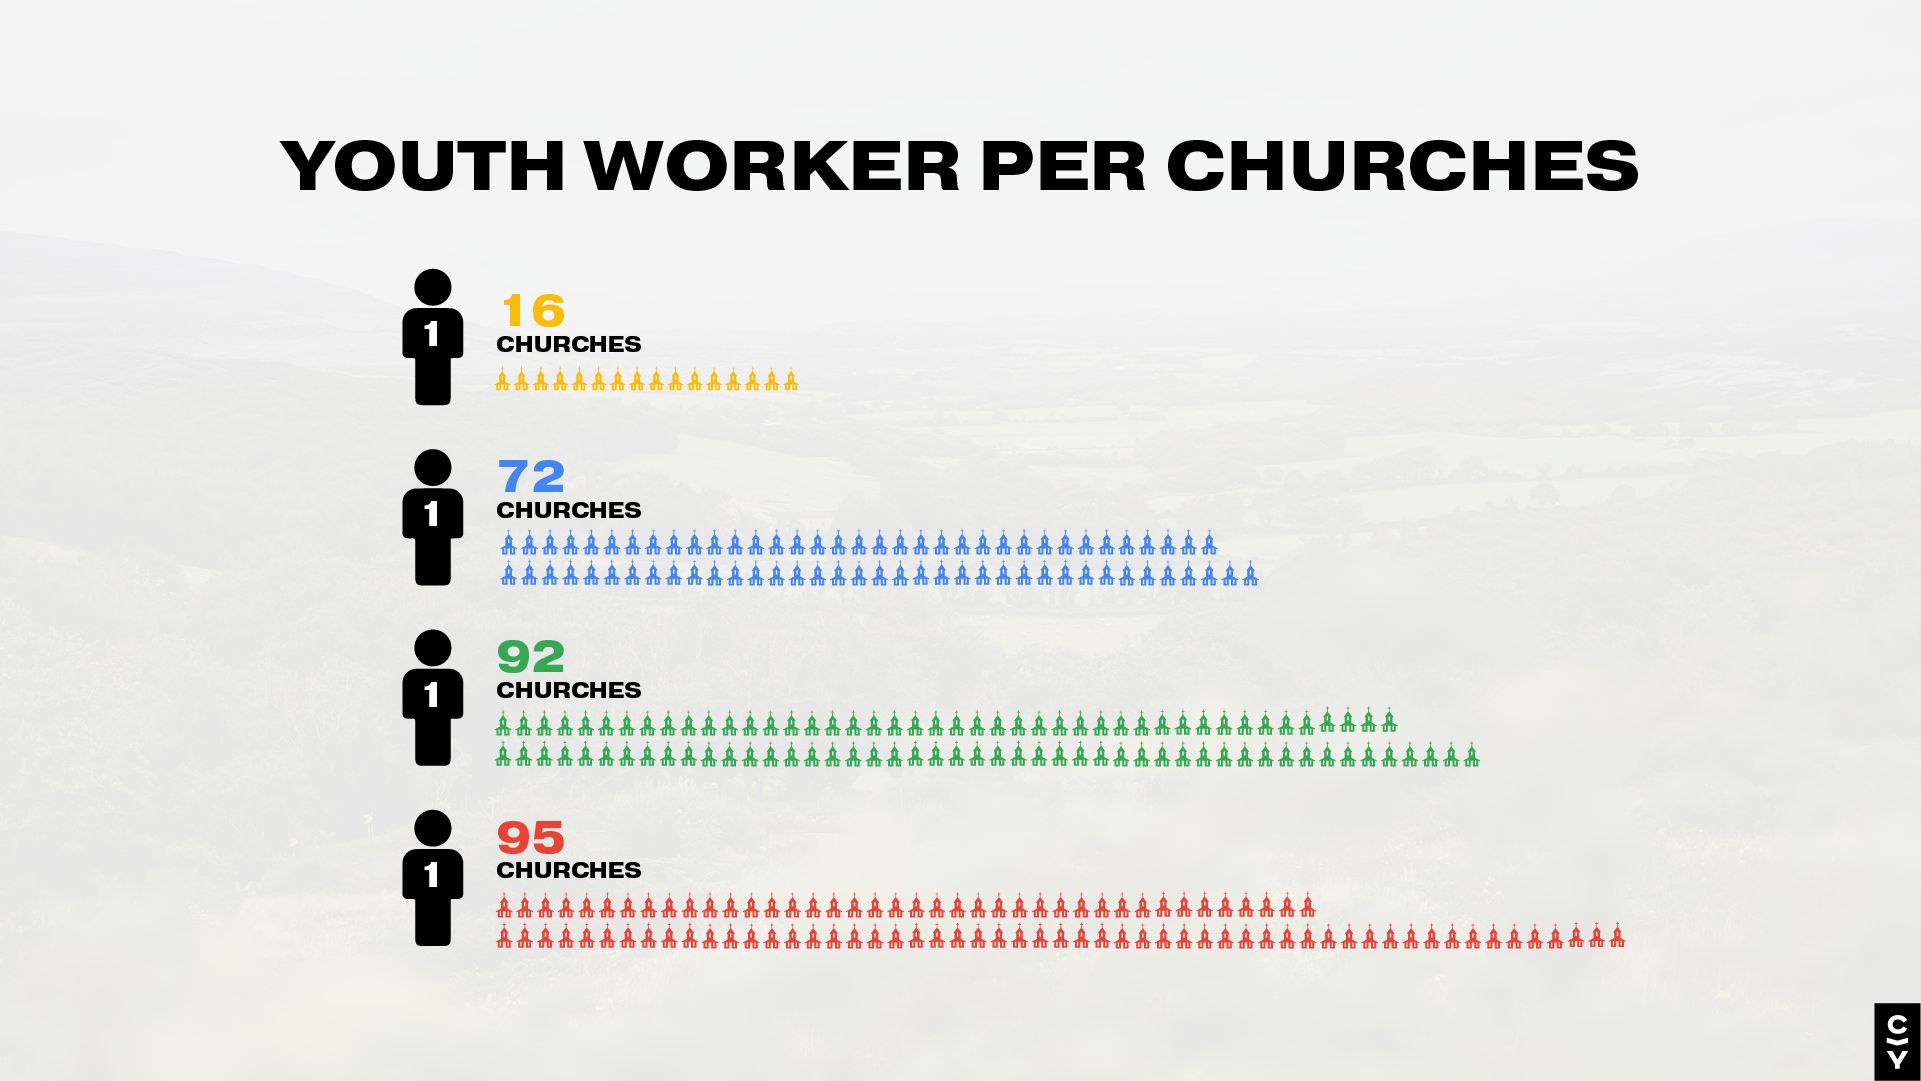 YOUTH WORKER PER CHURCHES
1
16
CHURCHES
1
72
CHURCHES
1
92
CHURCHES
1
95
CHURCHES
C
Y